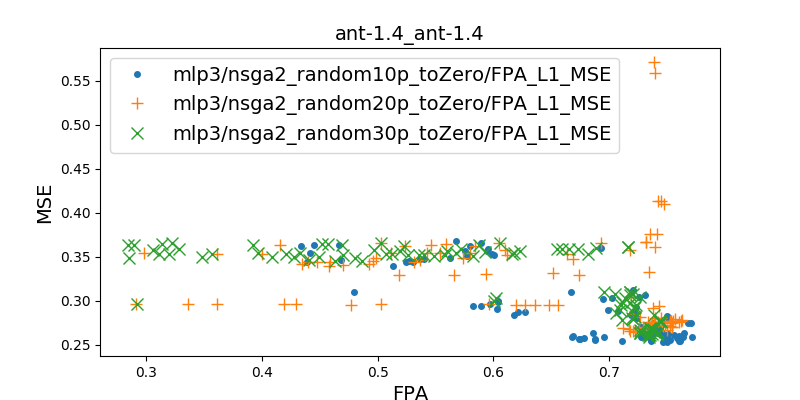 ant-1.4_ant-1.4
mlp3/nsga2_random10p_toZero/FPA_L1_MSE
mlp3/nsga2_random20p_toZero/FPA_L1_MSE
mlp3/nsga2_random30p_toZero/FPA_L1_MSE
MSE
0.55
0.50
0.45
0.40
0.35
0.30
0.25
0.3 0.4 0.5 0.6 0.7
FPA